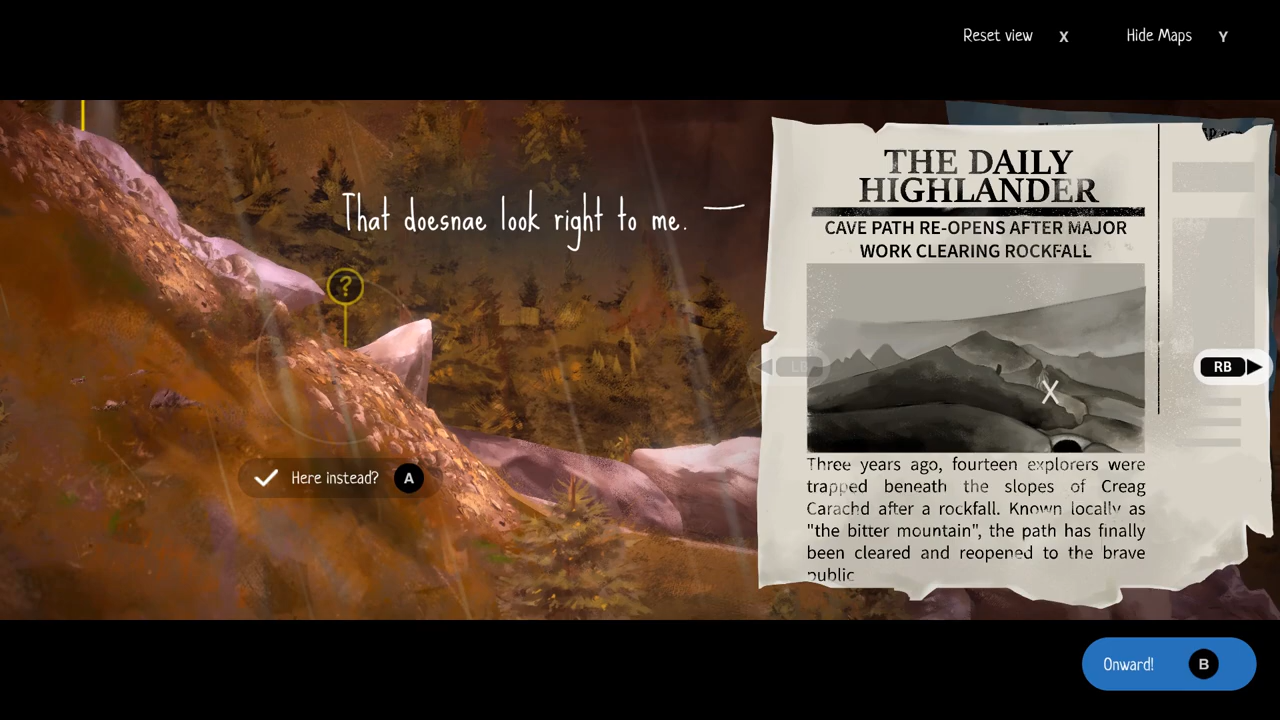 Reset view X Hide Maps Y
That doesnae look right to me.
?
Here instead? A
THE DAILY
HIGHLANDER
CAVE PATH RE-OPENS AFTER MAJOR
WORK CLEARING ROCKFALL
X
Three years ago, fourteen explorers were
trapped beneath the slopes of Creag
Carachd after a rockfall. Known locally as
"the bitter mountain", the path has finally
been cleared and reopened to the brave
public
LB
RB
Onward! B